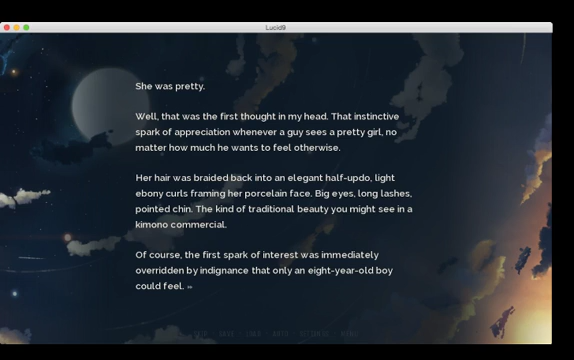 Lucid9
She was pretty.
Well, that was the first thought in my head. That instinctive
spark of appreciation whenever a guy sees a pretty girl, no
matter how much he wants to feel otherwise.
Her hair was braided back into an elegant half-updo, light
ebony curls framing her porcelain face. Big eyes, long lashes,
pointed chin. The kind of traditional beauty you might see in a
kimono commercial.
Of course, the first spark of interest was immediately
overridden by indignance that only an eight-year-old boy
could feel.